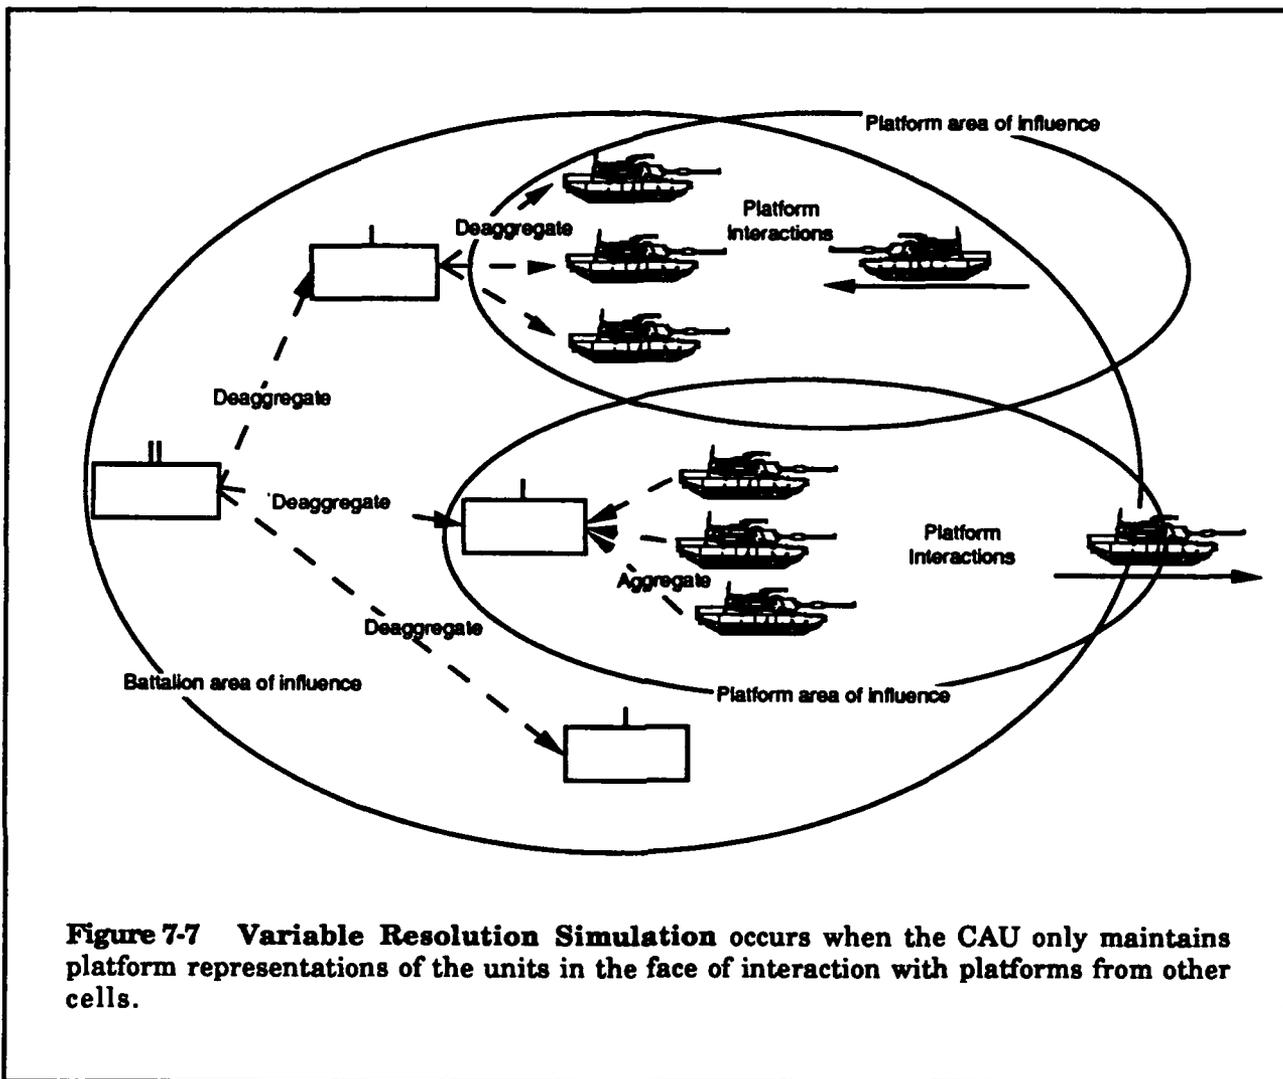 Platform area of influence
Platform
Interactions
Deaggregate
Deaggregate
Deaggregate
Platform
Interactions
Aggregate
Deaggregate
Battalion area of influence
Platform area of influence
Figure 7-7 Variable Resolution Simulation occurs when the CAU only maintains
platform representations of the units in the face of interaction with platforms from other
cells.